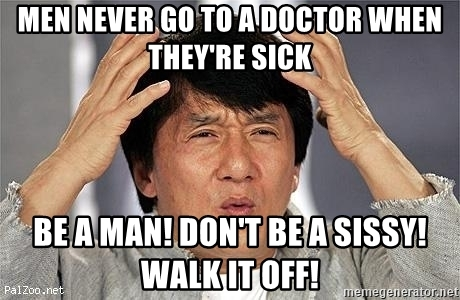 MEN NEVER GO TO A DOCTOR WHEN
THEY'RE SICK
BE A MAN! DON'T BE A SISSY!
WALK IT OFF!
PalZoo.net
memegenerator.net